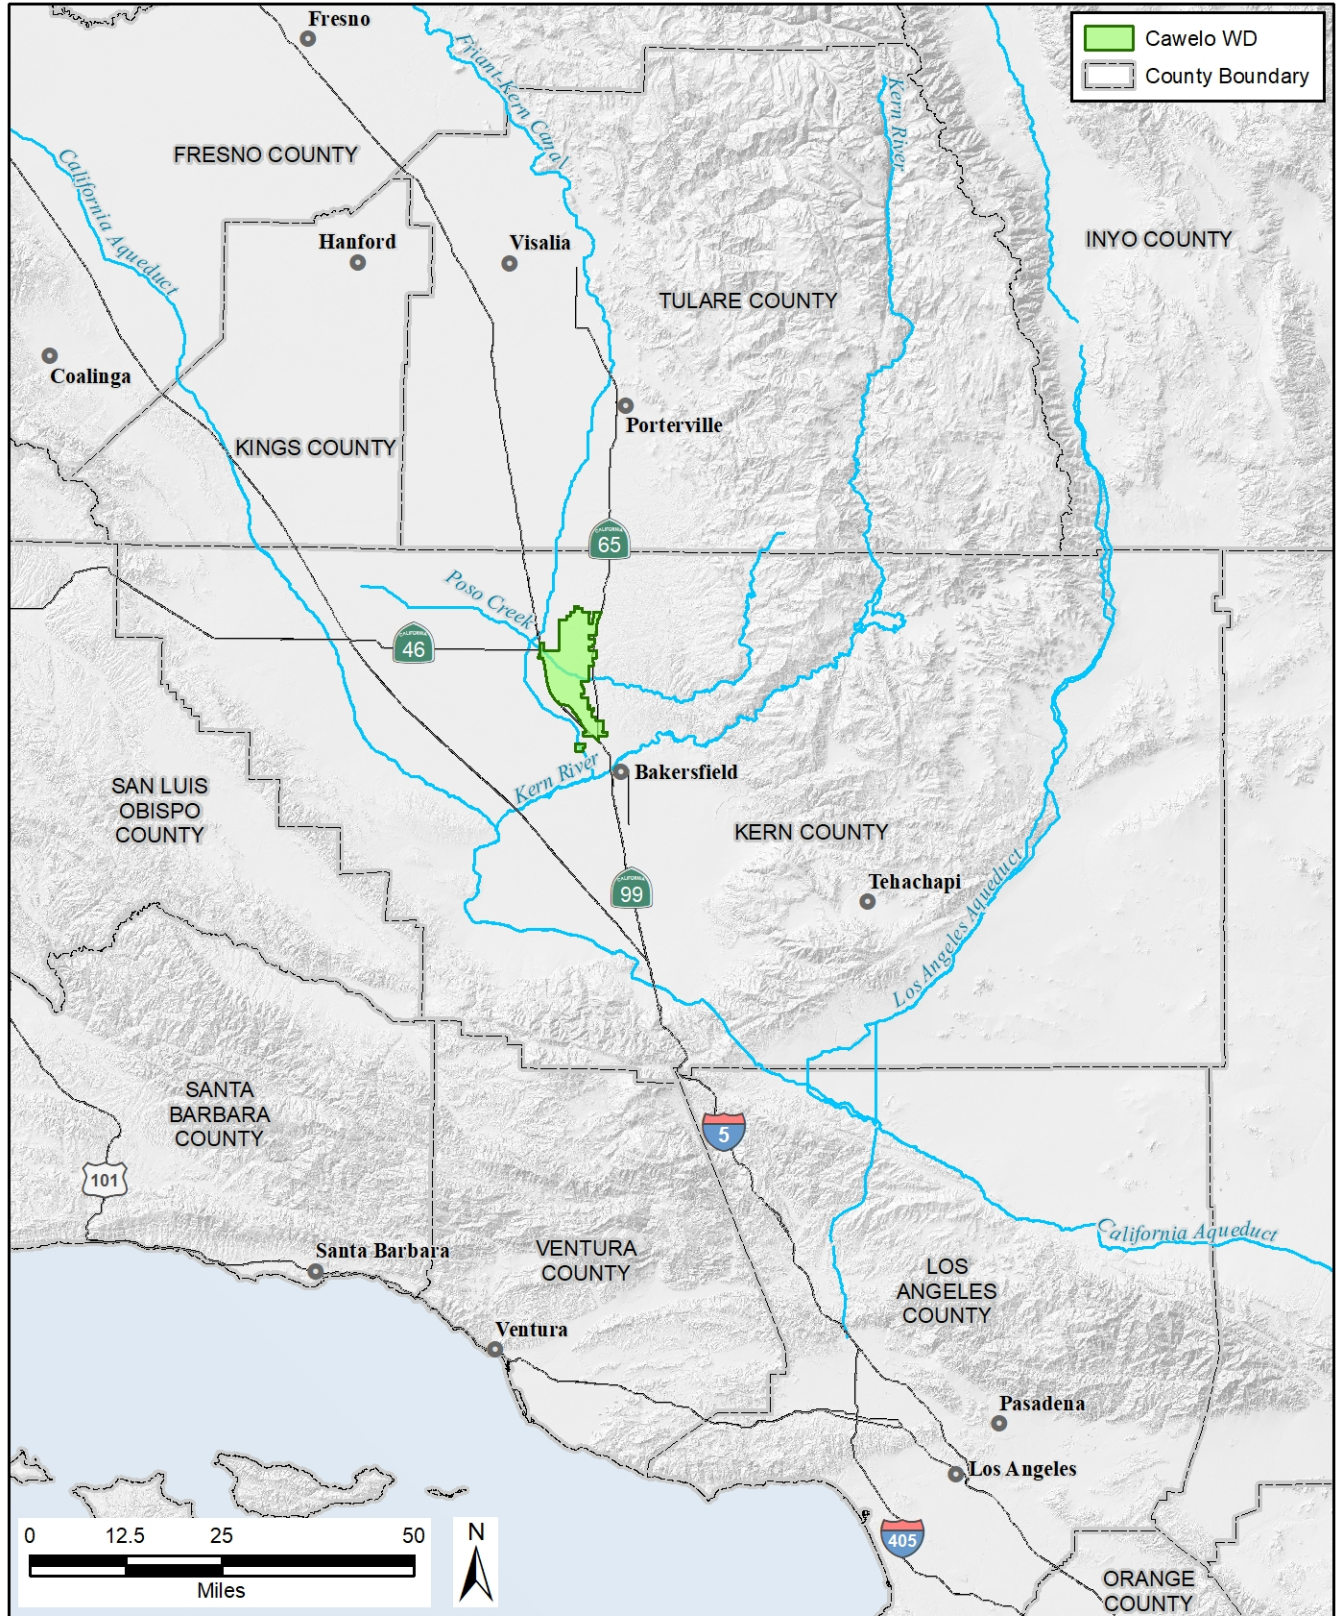 Fresno
Cawelo WD
County Boundary
Friant-Kern Canal
Kern River
FRESNO COUNTY
California Aqueduct
Hanford
Visalia
INYO COUNTY
TULARE COUNTY
Coalinga
Porterville
KINGS COUNTY
CALIFORNIA
65
Poso Creek
CALIFORNIA
46
Kern River
Bakersfield
SAN LUIS
OBISPO
COUNTY
KERN COUNTY
CALIFORNIA
99
Tehachapi
Los Angeles Aqueduct
SANTA
BARBARA
COUNTY
5
101
California Aqueduct
Santa Barbara
VENTURA
COUNTY
LOS
ANGELES
COUNTY
Ventura
Pasadena
Los Angeles
0 12.5 25 50
Miles
N
405
ORANGE
COUNTY